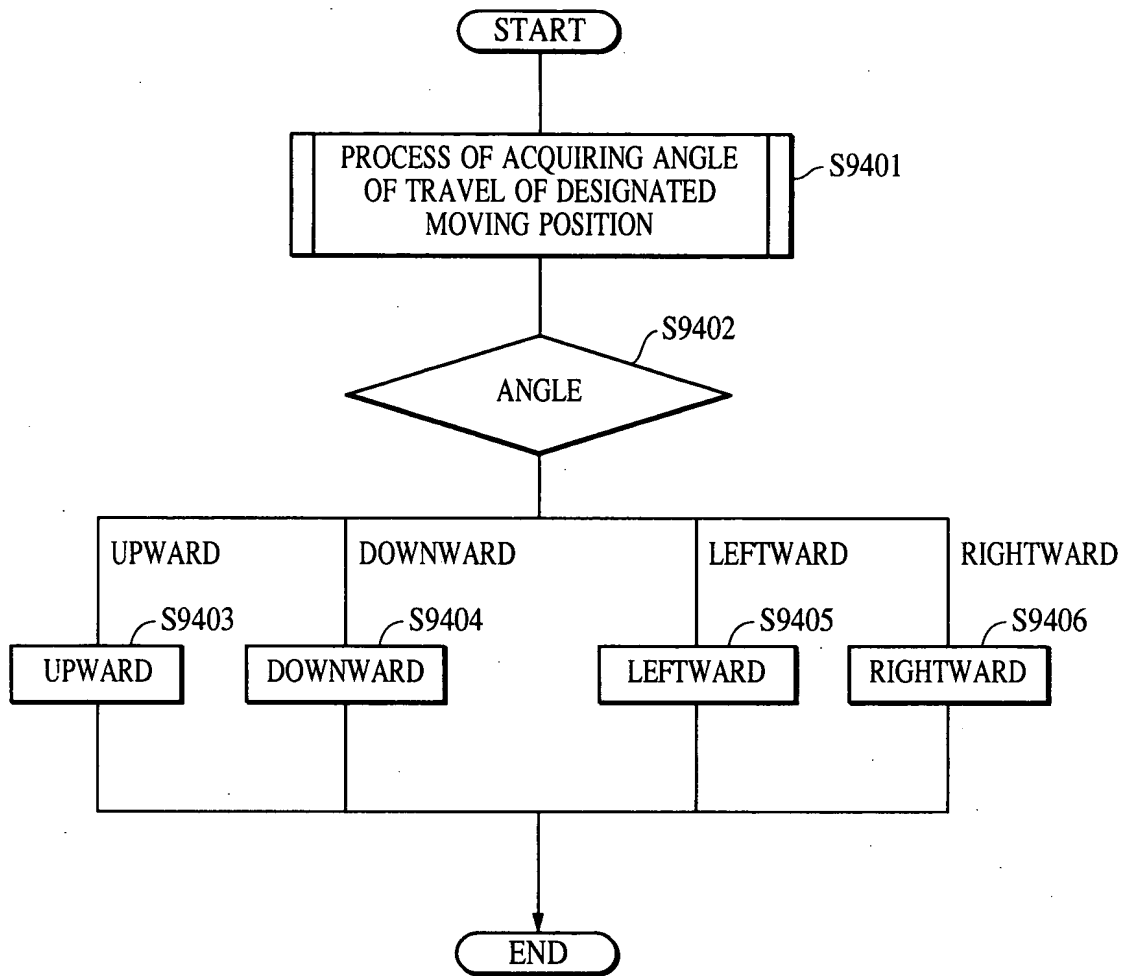 START
PROCESS OF ACQUIRING ANGLE
OF TRAVEL OF DESIGNATED
MOVING POSITION
S9401
S9402
ANGLE
UPWARD
DOWNWARD
LEFTWARD
RIGHTWARD
S9403
S9404
S9405
S9406
UPWARD
DOWNWARD
LEFTWARD
RIGHTWARD
END